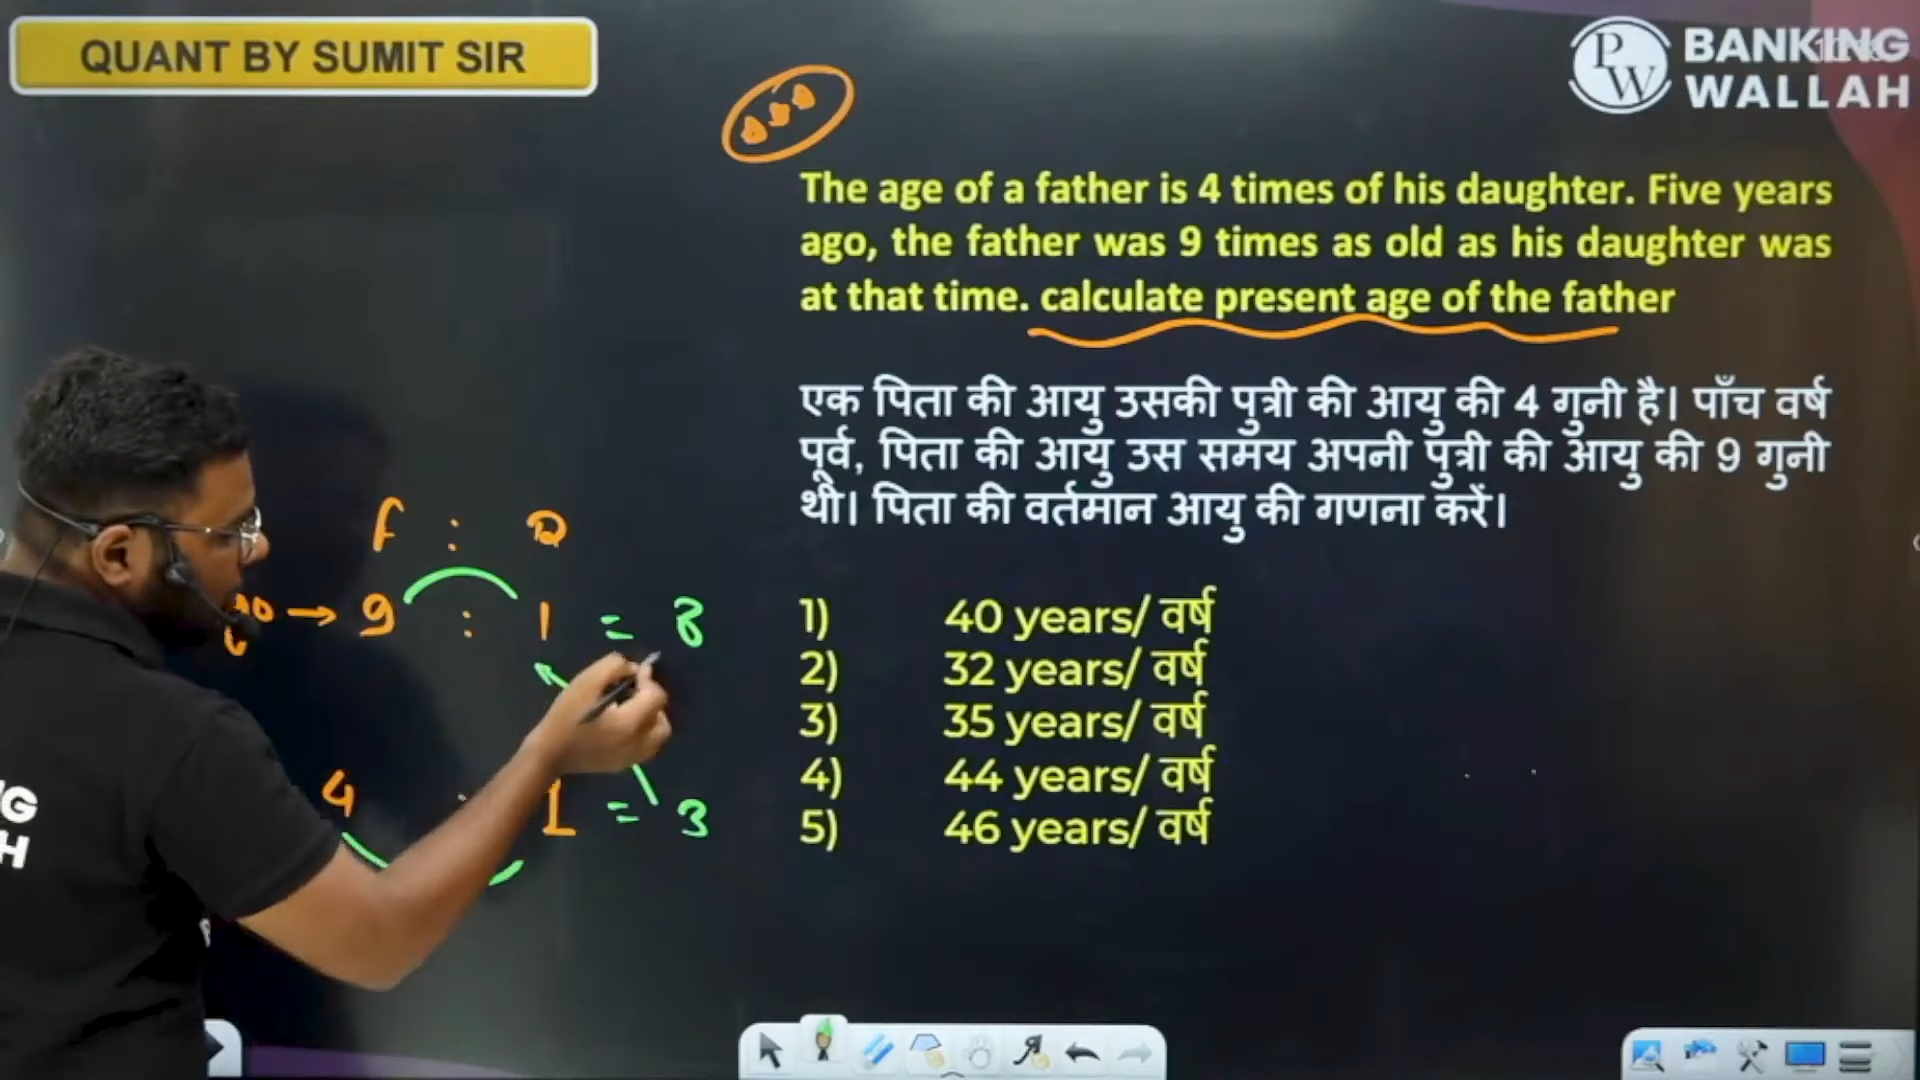 QUANT BY SUMIT SIR
PW
BANKING
WALLAH
The age of a father is 4 times of his daughter. Five years
ago, the father was 9 times as old as his daughter was
at that time. calculate present age of the father
एक पिता की आयु उसकी पुत्री की आयु की 4 गुनी है। पाँच वर्ष
पूर्व, पिता की आयु उस समय अपनी पुत्री की आयु की 9 गुनी
थी। पिता की वर्तमान आयु की गणना करें।
f : D
→ 9 : 1 = 8
4 : 1 = 3
1) 40 years/ वर्ष
2) 32 years/ वर्ष
3) 35 years/ वर्ष
4) 44 years/ वर्ष
5) 46 years/ वर्ष
G
H